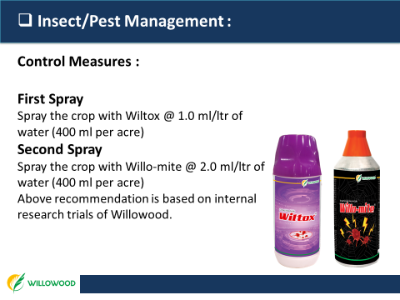 ❑ Insect/Pest Management :
Control Measures :
First Spray
Spray the crop with Wiltox @ 1.0 ml/ltr of
water (400 ml per acre)
Second Spray
Spray the crop with Willo-mite @ 2.0 ml/ltr of
water (400 ml per acre)
Above recommendation is based on internal
research trials of Willowood.
Wiltox
Willo-mite
WILLOWOOD